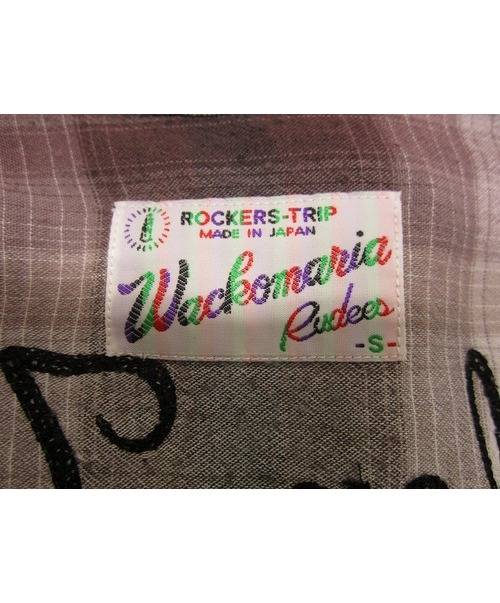 ROCKERS-TRIP
MADE IN JAPAN
Wackomaria
Rudees
-S-